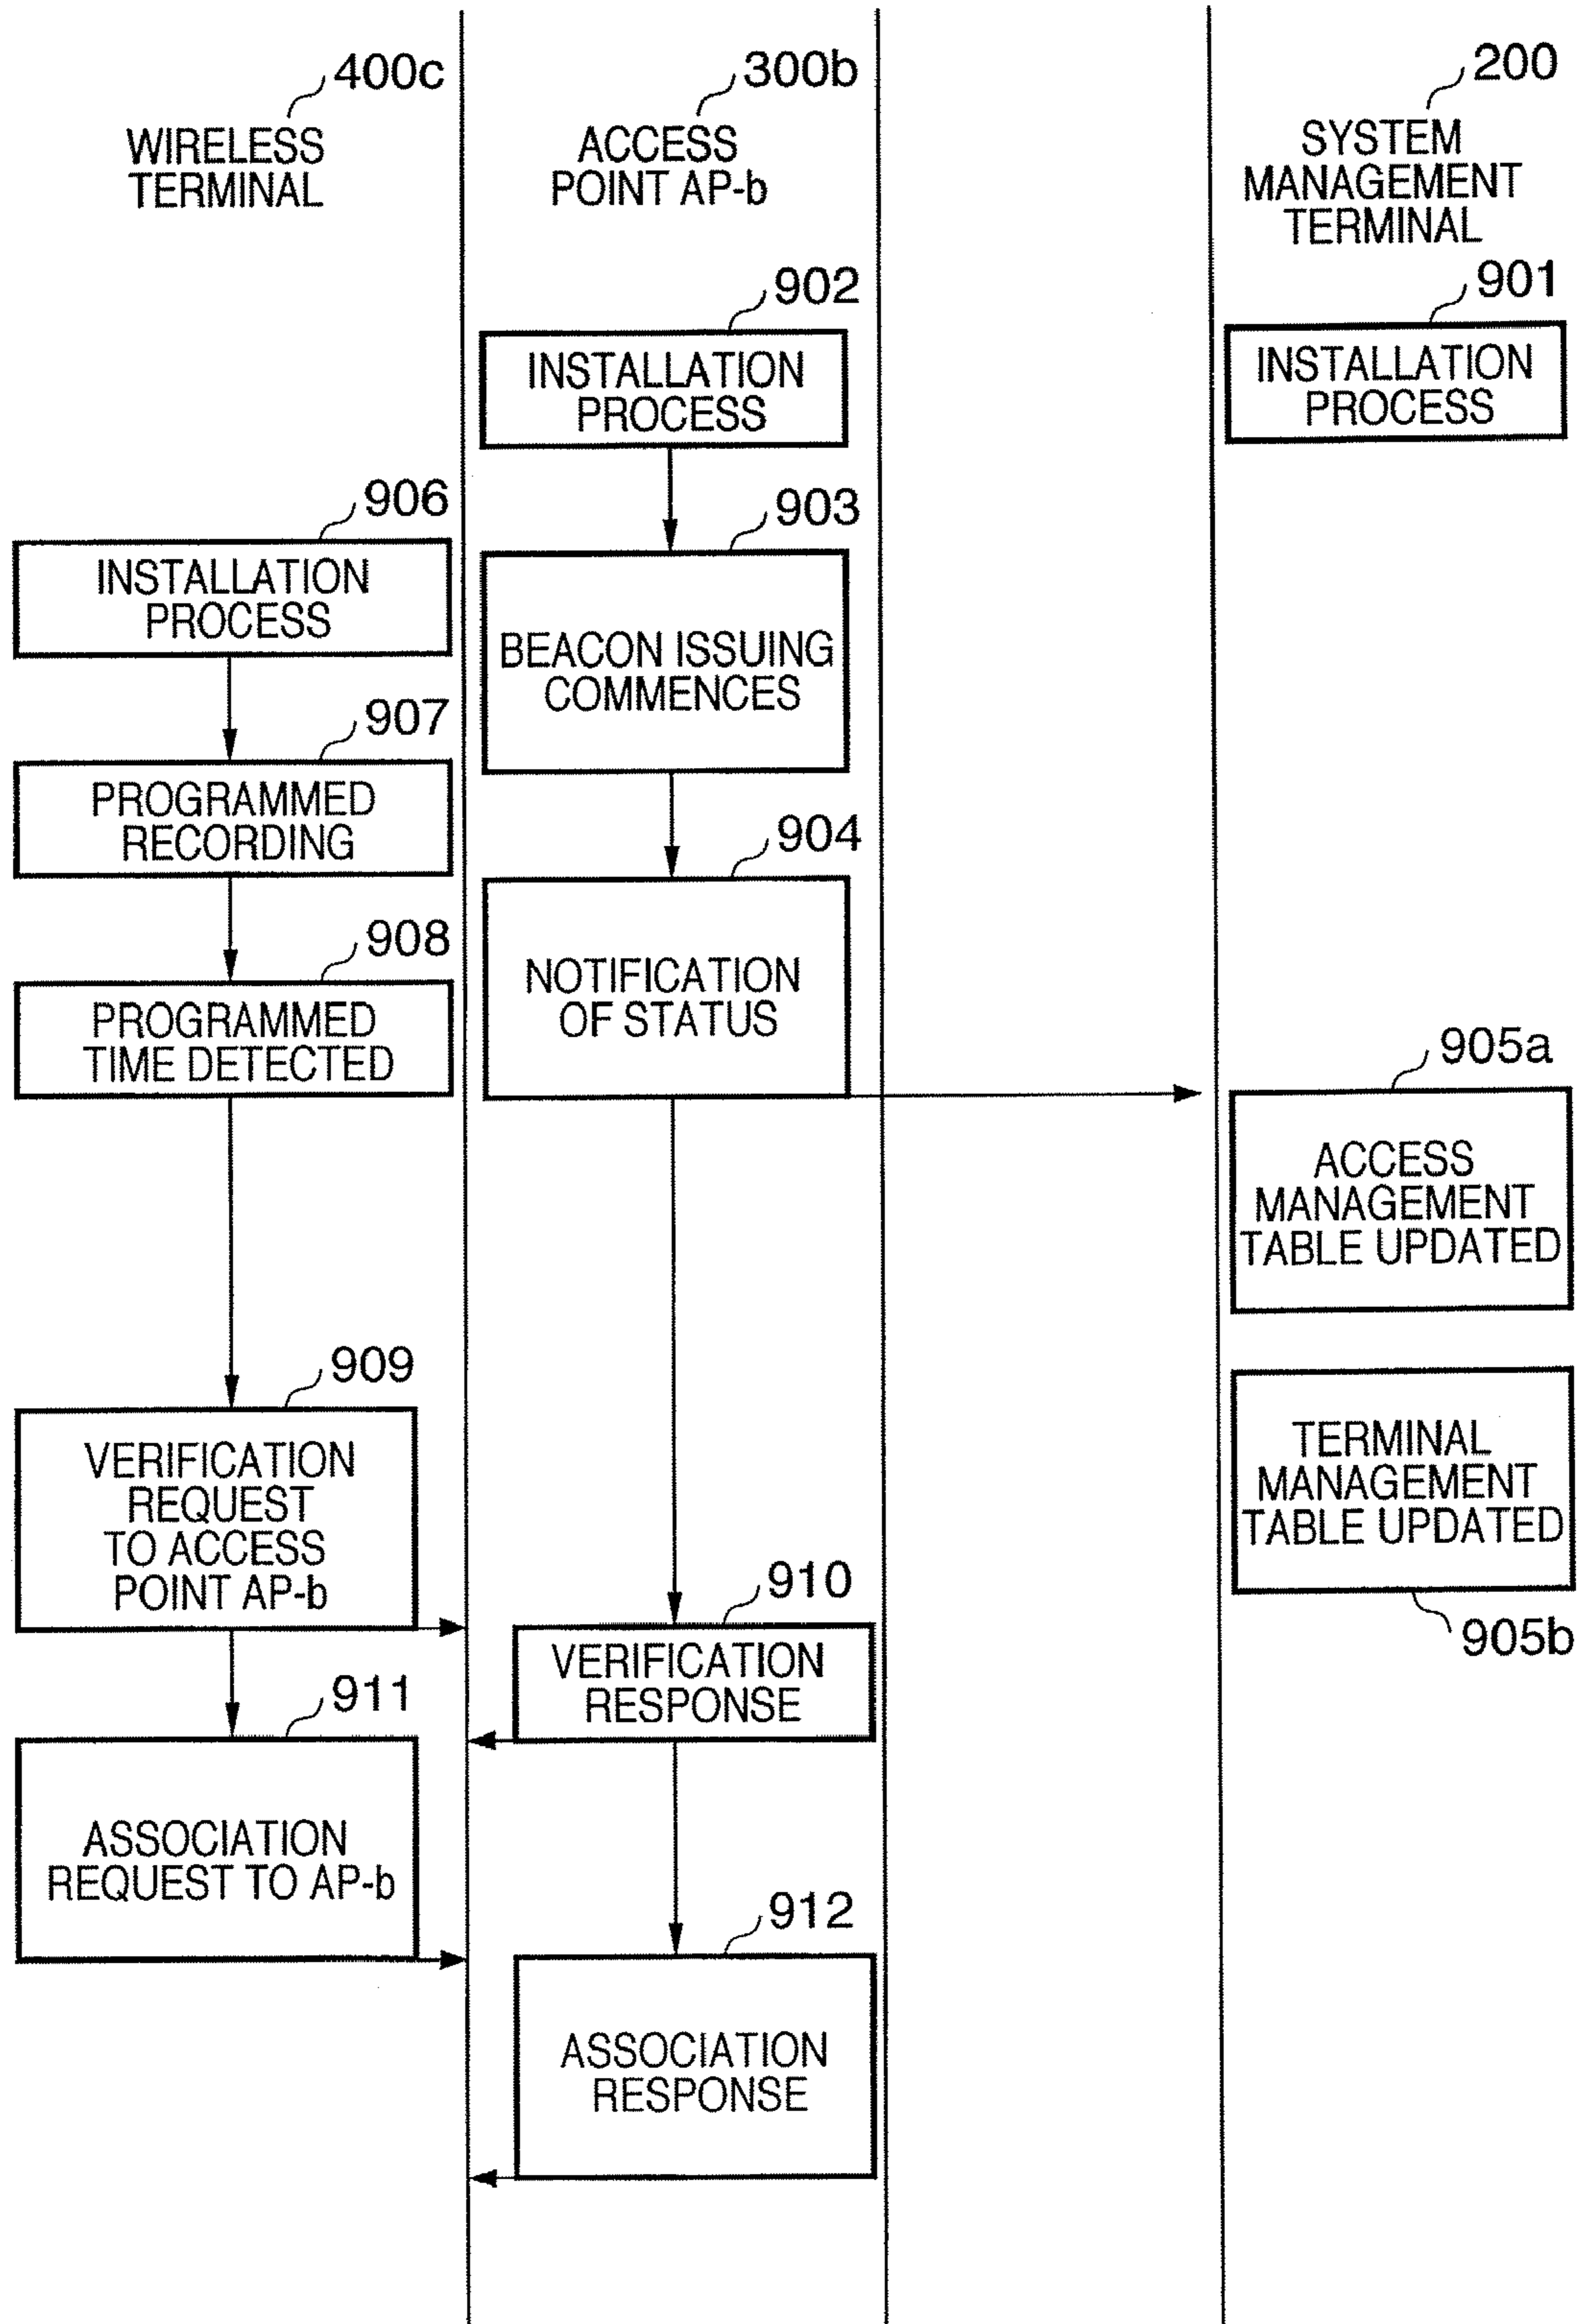 400c
WIRELESS
TERMINAL
300b
ACCESS
POINT AP-b
200
SYSTEM
MANAGEMENT
TERMINAL
902
INSTALLATION
PROCESS
901
INSTALLATION
PROCESS
906
INSTALLATION
PROCESS
903
BEACON ISSUING
COMMENCES
907
PROGRAMMED
RECORDING
904
NOTIFICATION
OF STATUS
908
PROGRAMMED
TIME DETECTED
905a
ACCESS
MANAGEMENT
TABLE UPDATED
909
VERIFICATION
REQUEST
TO ACCESS
POINT AP-b
TERMINAL
MANAGEMENT
TABLE UPDATED
905b
910
VERIFICATION
RESPONSE
911
ASSOCIATION
REQUEST TO AP-b
912
ASSOCIATION
RESPONSE